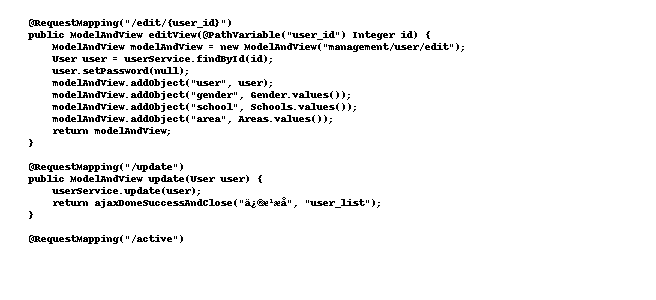 @RequestMapping("/edit/{user_id}")
public ModelAndView editView(@PathVariable("user_id") Integer id) {
ModelAndView modelAndView = new ModelAndView("management/user/edit");
User user = userService.findById(id);
user.setPassword(null);
modelAndView.addObject("user", user);
modelAndView.addObject("gender", Gender.values());
modelAndView.addObject("school", Schools.values());
modelAndView.addObject("area", Areas.values());
return modelAndView;
}
@RequestMapping("/update")
public ModelAndView update(User user) {
userService.update(user);
return ajaxDoneSuccessAndClose("ä¿®æ¹æå", "user_list");
}
@RequestMapping("/active")